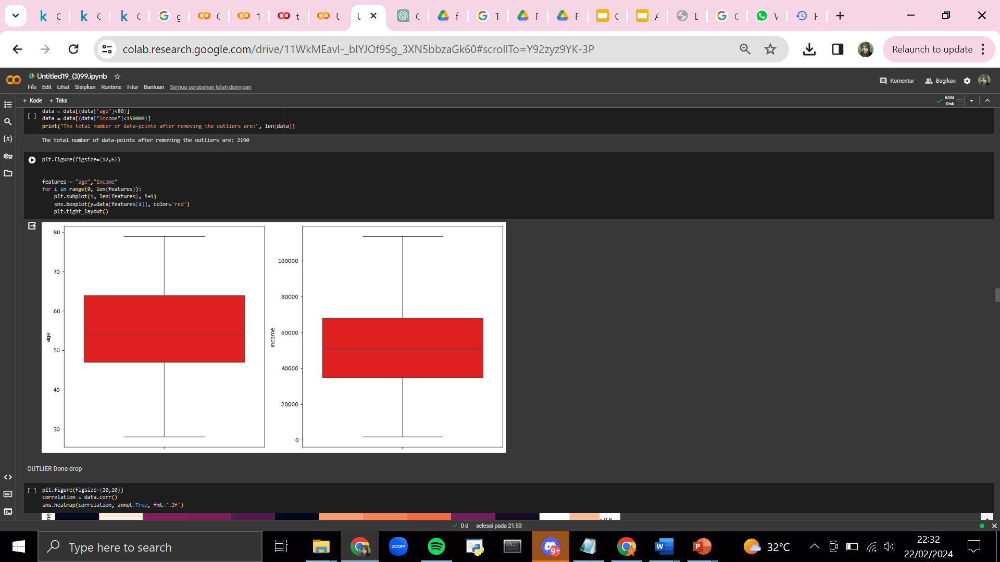 colab.research.google.com/drive/11WkMEavl-_blYJOf9Sg_3XN5bbzaGk60#scrollTo=Y92zyz9YK-3P
Relaunch to update
Untitled19_(3)99.ipynb
File Edit Lihat Sisipkan Runtime Fitur Bantuan Semua perubahan telah disimpan
Komentar Bagikan
+ Kode + Teks
RAM
Disk
data = data[(data["age"]<80)]
[ ] data = data[(data["Income"]<150000)]
print("The total number of data-points after removing the outliers are:", len(data))
The total number of data-points after removing the outliers are: 2190
plt.figure(figsize=(12,6))
features = "age","Income"
for i in range(0, len(features)):
plt.subplot(1, len(features), i+1)
sns.boxplot(y=data[features[i]], color='red')
plt.tight_layout()
80
70
60
50
40
30
age
100000
80000
60000
40000
20000
0
Income
OUTLIER Done drop
[ ] plt.figure(figsize=(20,20))
correlation = data.corr()
sns.heatmap(correlation, annot=True, fmt='.2f')
0 d selesai pada 21.53
Type here to search
zoom
9+
32°C
22:32
22/02/2024